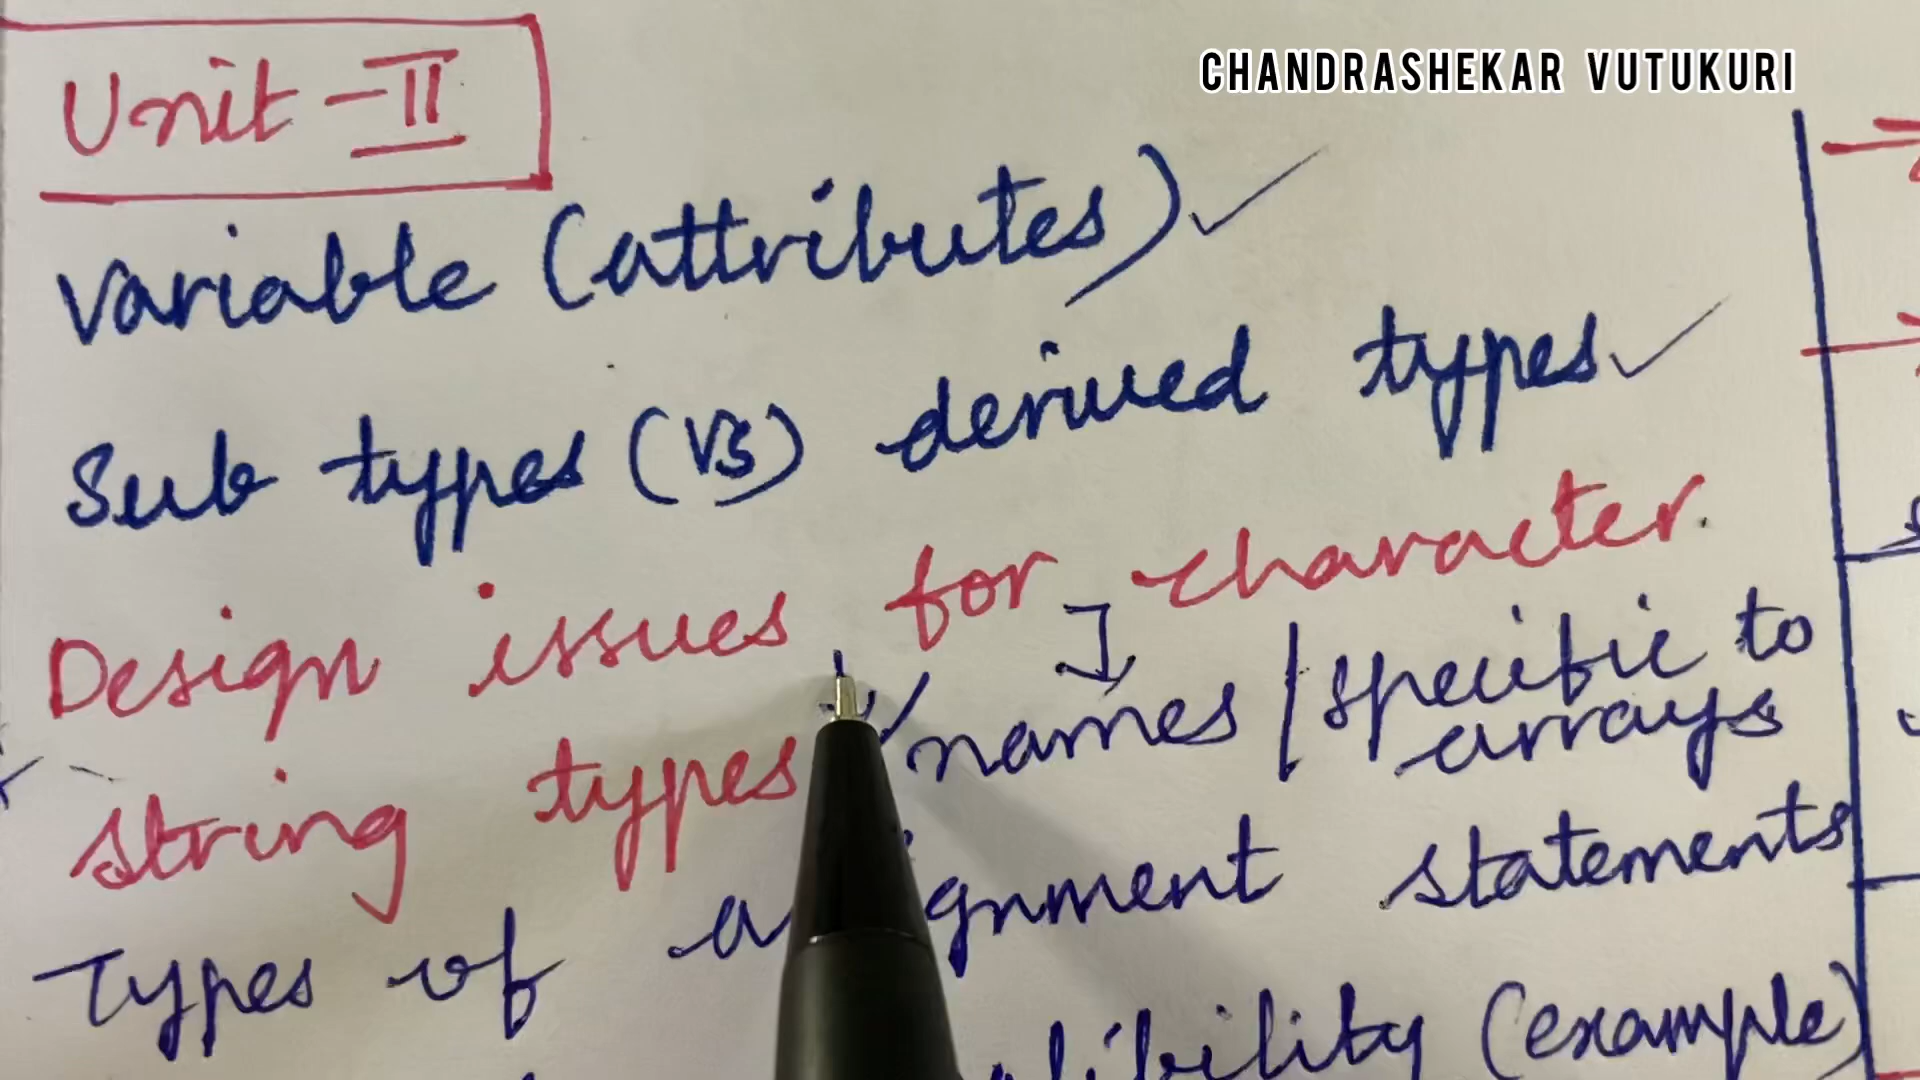 CHANDRASHEKAR VUTUKURI
Unit - II
Variable (attributes) ✓
Sub types (VS) derived types ✓
Design issues for character.
string types ✓ names / specific to
arrays
Types of statements
(example)